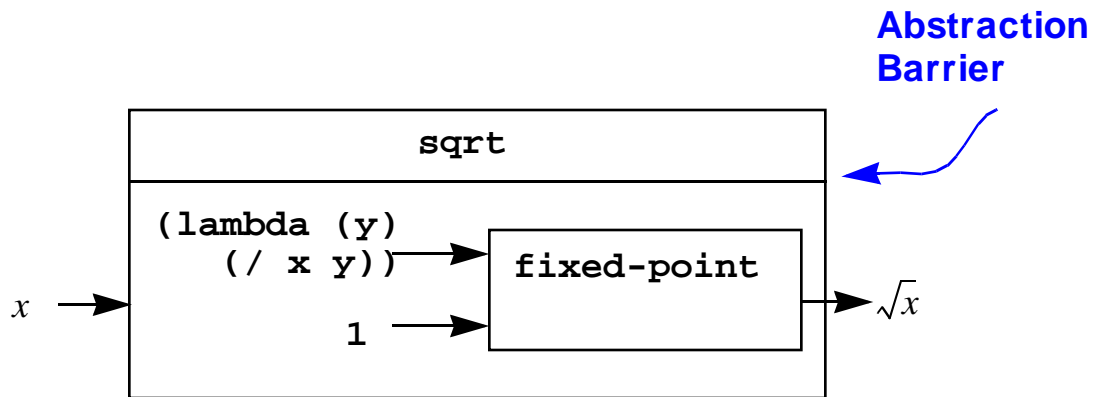 Abstraction
Barrier
sqrt
(lambda (y)
(/ x y))
fixed-point
x
√x
1